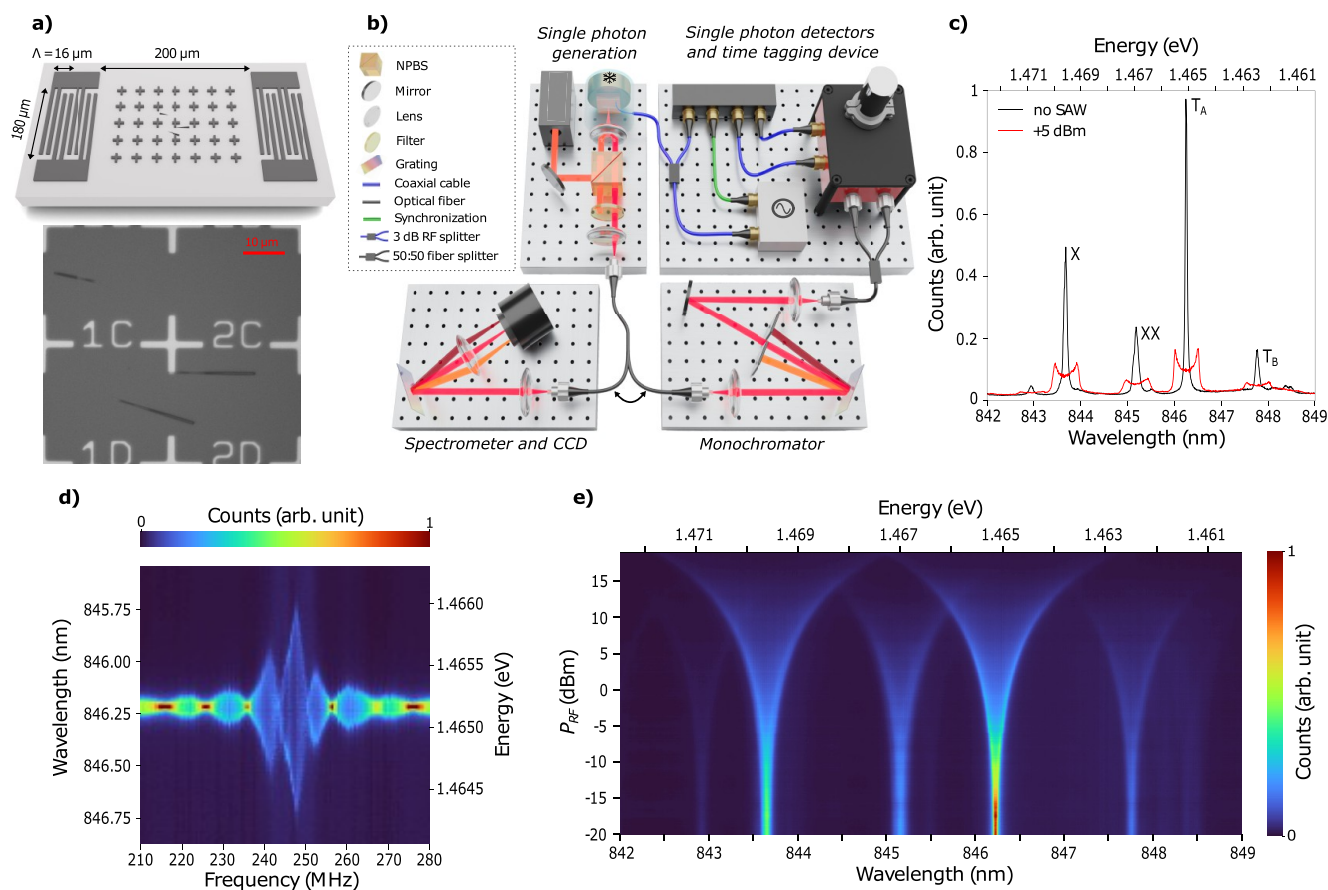 a)
Λ = 16 µm
200 µm
180 µm
10 µm
1C
2C
1D
2D
b)
NPBS
Mirror
Lens
Filter
Grating
Coaxial cable
Optical fiber
Synchronization
3 dB RF splitter
50:50 fiber splitter
Single photon
generation
Single photon detectors
and time tagging device
Spectrometer and CCD
Monochromator
c)
Energy (eV)
1.471 1.469 1.467 1.465 1.463 1.461
no SAW
+5 dBm
X
XX
T_A
T_B
Counts (arb. unit)
1
0.8
0.6
0.4
0.2
0
842 843 844 845 846 847 848 849
Wavelength (nm)
d)
Counts (arb. unit)
0 1
Wavelength (nm)
845.75
846.00
846.25
846.50
846.75
1.4660
1.4655
1.4650
1.4645
Energy (eV)
210 220 230 240 250 260 270 280
Frequency (MHz)
e)
Energy (eV)
1.471 1.469 1.467 1.465 1.463 1.461
P_RF (dBm)
15
10
5
0
-5
-10
-15
-20
842 843 844 845 846 847 848 849
Wavelength (nm)
1
0
Counts (arb. unit)